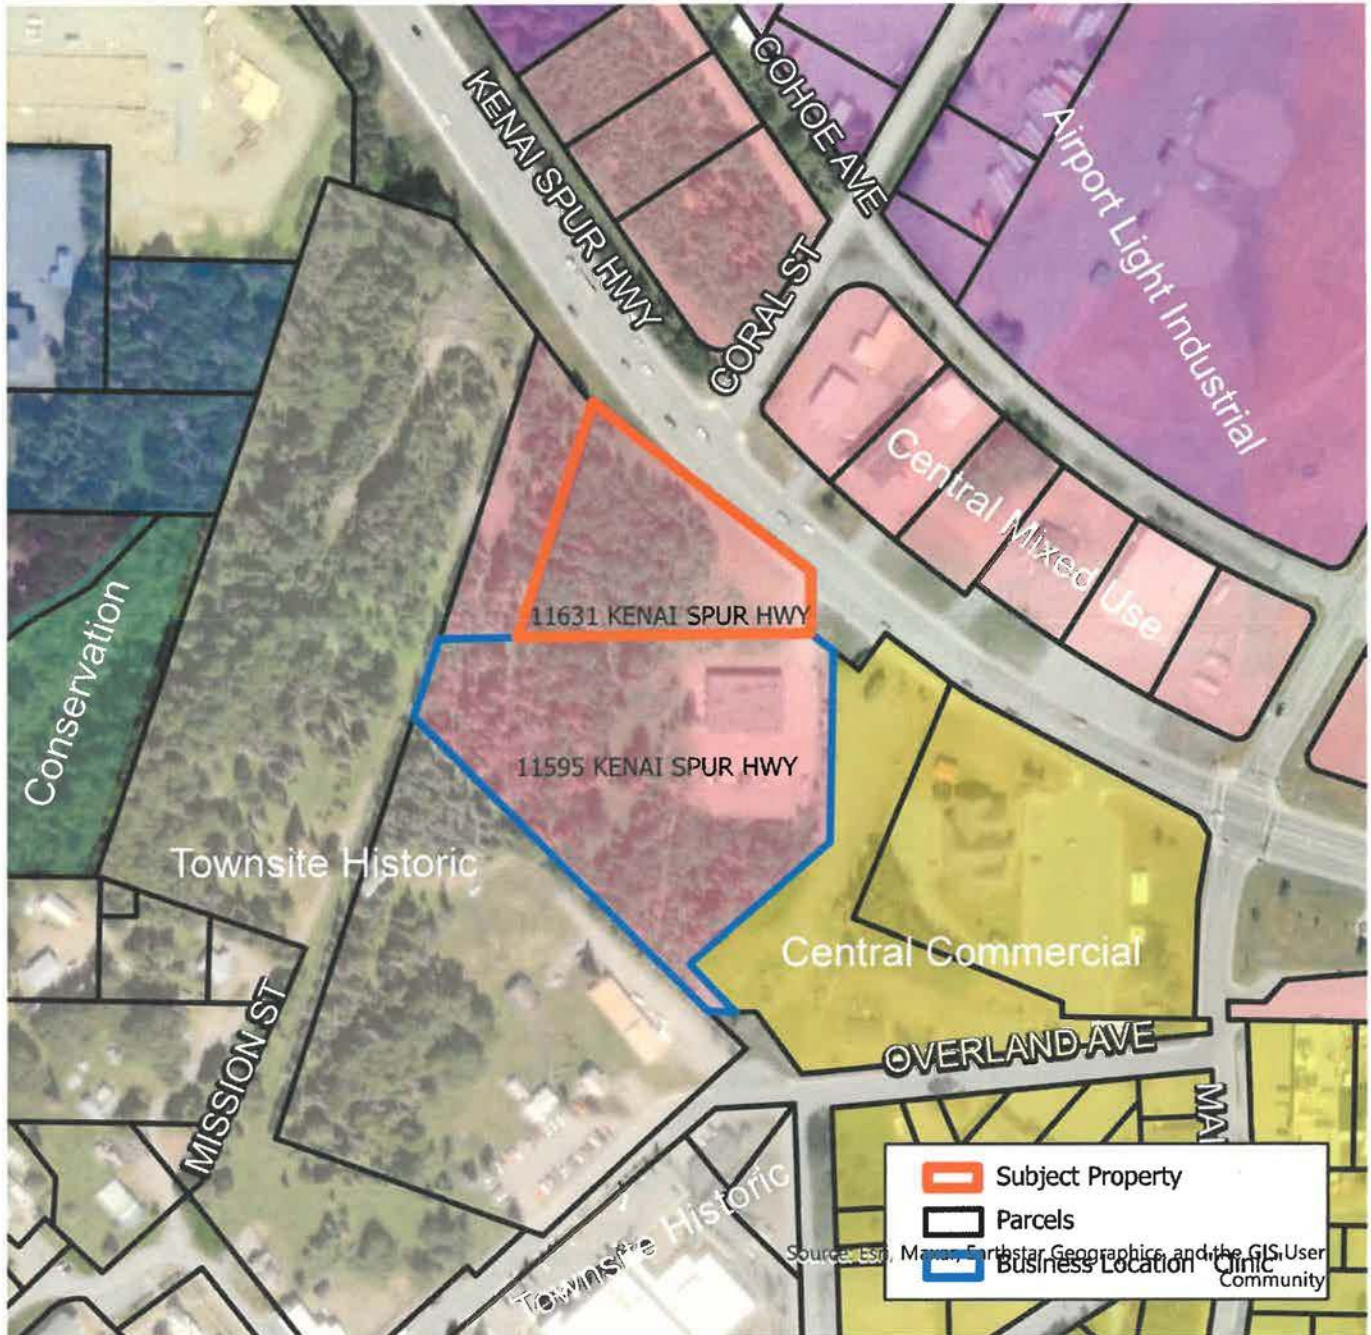 KENAI SPUR HWY
COHOE AVE
CORAL ST
Airport Light Industrial
Central Mixed Use
11631 KENAI SPUR HWY
11595 KENAI SPUR HWY
Conservation
Townsite Historic
Central Commercial
OVERLAND AVE
MISSION ST
MAI
Townsite Historic
Subject Property
Parcels
Source: Esri, Maxar, Earthstar Geographics, and the GIS User
Business Location "Clinic"
Community